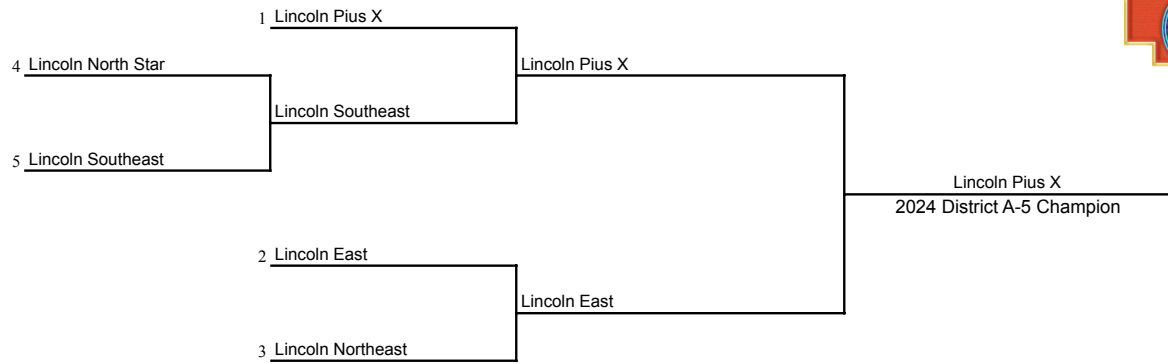 1 Lincoln Pius X
4 Lincoln North Star
Lincoln Pius X
Lincoln Southeast
5 Lincoln Southeast
Lincoln Pius X
2024 District A-5 Champion
2 Lincoln East
Lincoln East
3 Lincoln Northeast